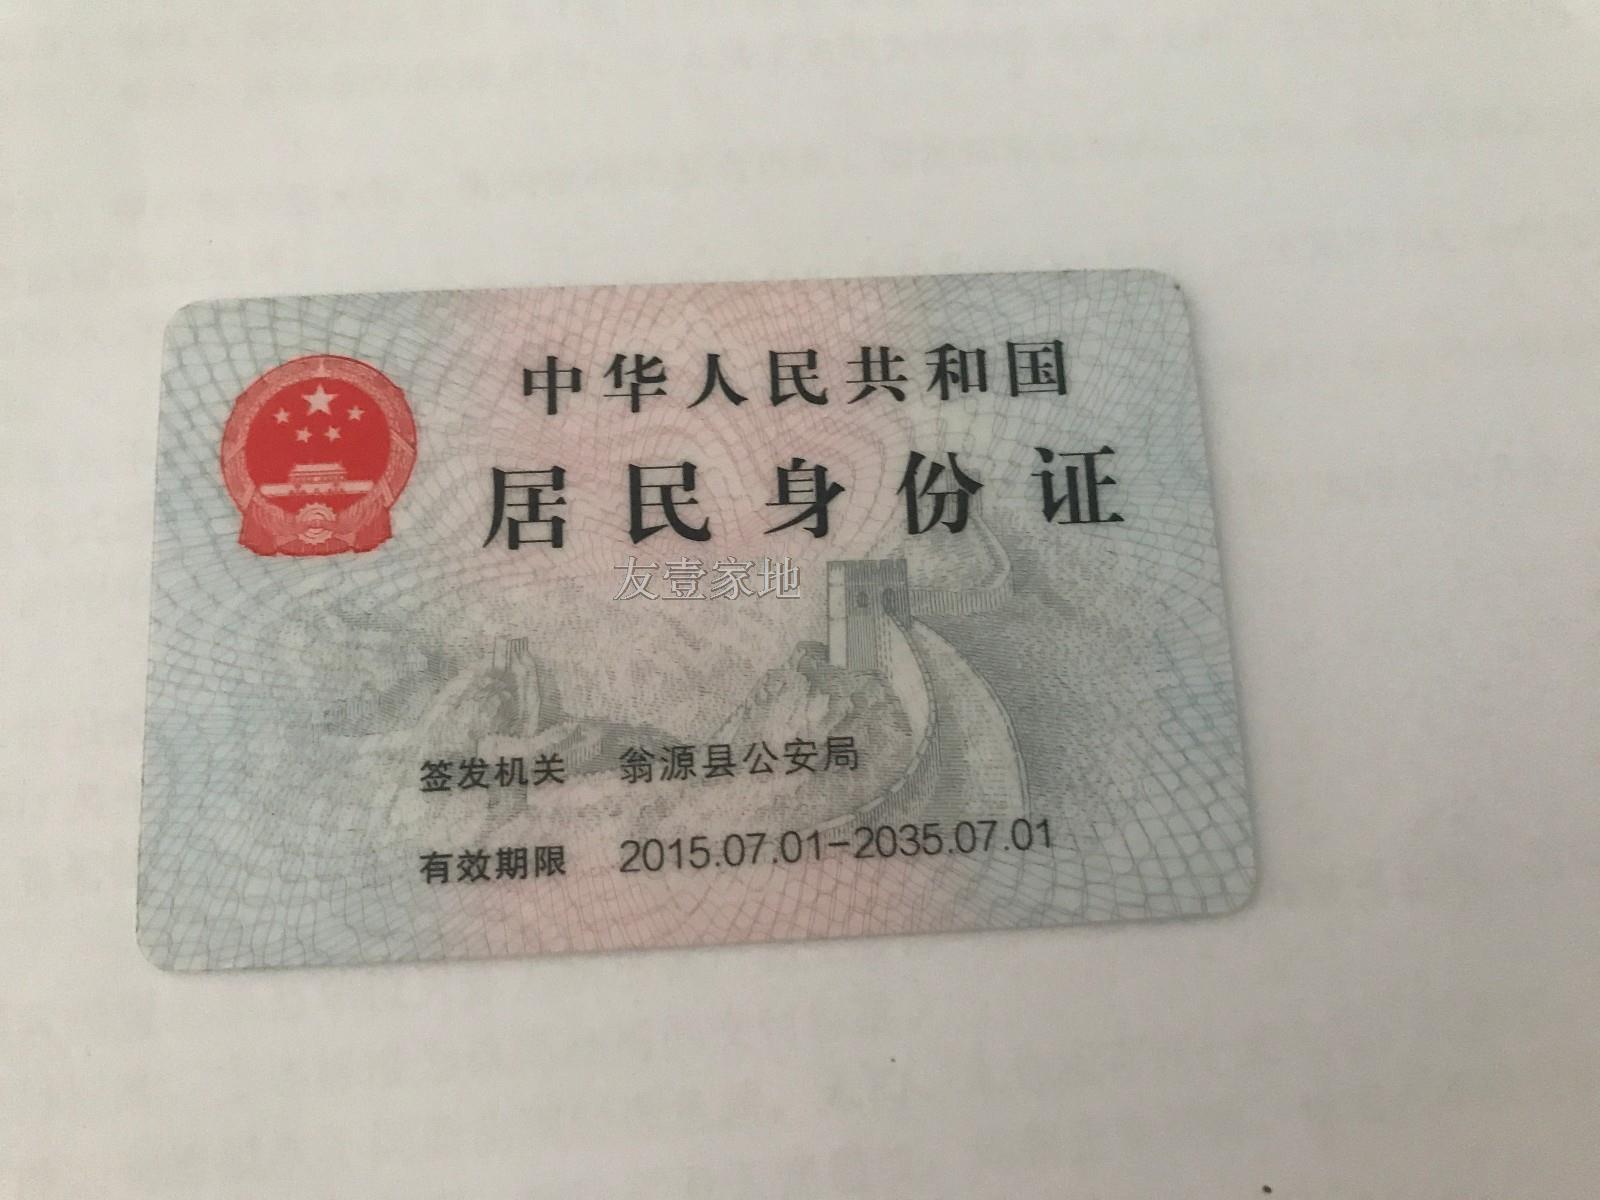 中华人民共和国
居民身份证
友壹家地
签发机关 翁源县公安局
有效期限 2015.07.01-2035.07.01